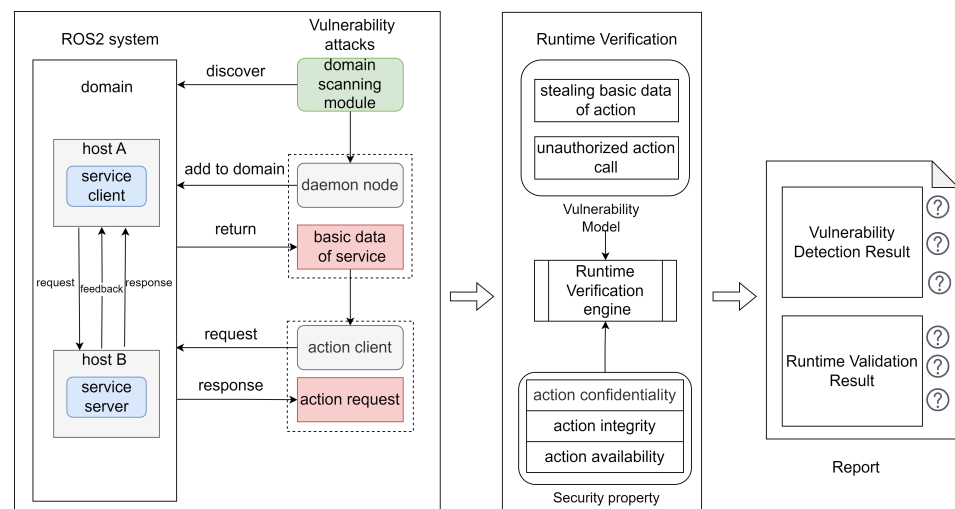 ROS2 system
Vulnerability
attacks
domain
discover
domain
scanning
module
host A
service
client
add to domain
daemon node
return
basic data
of service
request
feedback
response
host B
service
server
request
action client
response
action request
Runtime Verification
stealing basic data
of action
unauthorized action
call
Vulnerability
Model
Runtime
Verification
engine
action confidentiality
action integrity
action availability
Security property
Vulnerability
Detection Result
?
?
?
Runtime Validation
Result
?
?
?
Report